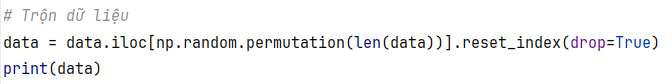 # Trộn dữ liệu
data = data.iloc[np.random.permutation(len(data))].reset_index(drop=True)
print(data)